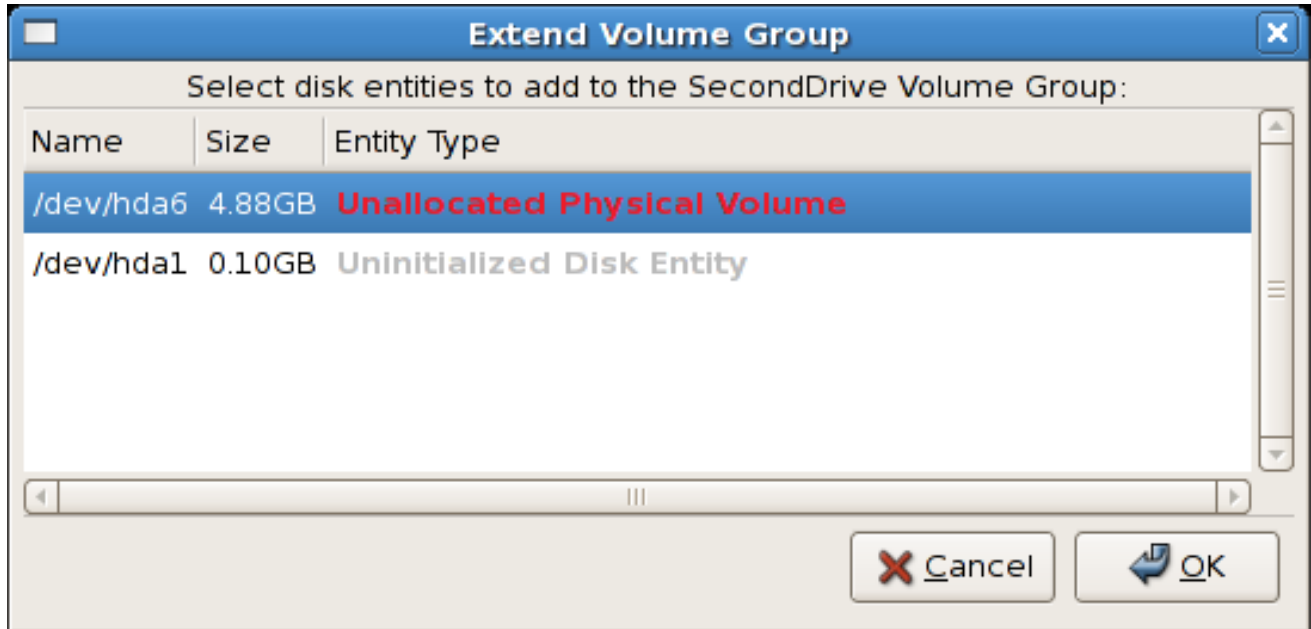 Extend Volume Group
Select disk entities to add to the SecondDrive Volume Group:
Name Size Entity Type
/dev/hda6 4.88GB Unallocated Physical Volume
/dev/hda1 0.10GB Uninitialized Disk Entity
Cancel OK